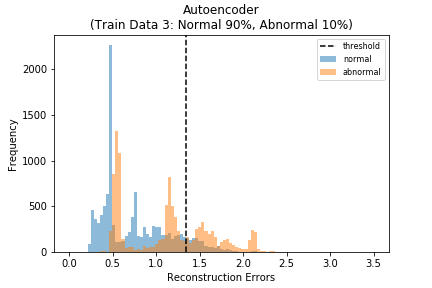 Autoencoder
(Train Data 3: Normal 90%, Abnormal 10%)
threshold
normal
abnormal
Frequency
2000
1500
1000
500
0
0.0 0.5 1.0 1.5 2.0 2.5 3.0 3.5
Reconstruction Errors